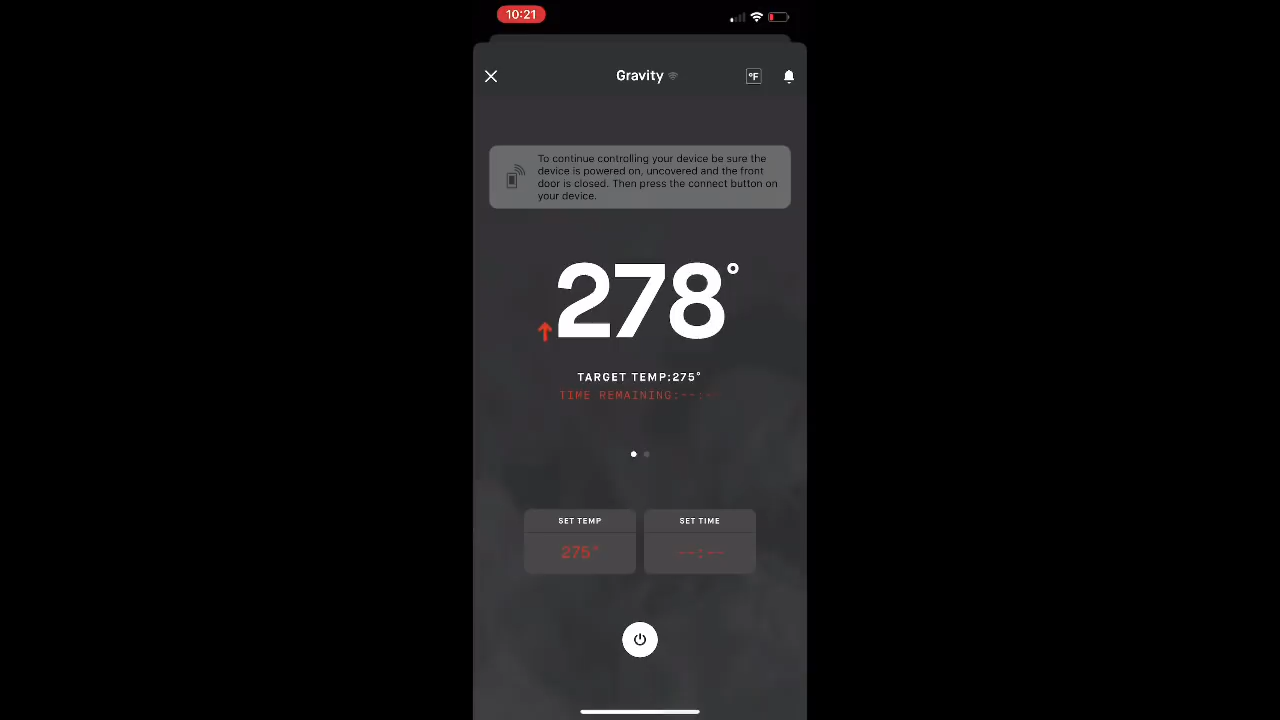 10:21
Gravity
°F
To continue controlling your device be sure the
device is powered on, uncovered and the front
door is closed. Then press the connect button on
your device.
278°
TARGET TEMP:275°
TIME REMAINING:--:--
SET TEMP
SET TIME
275°
--:--